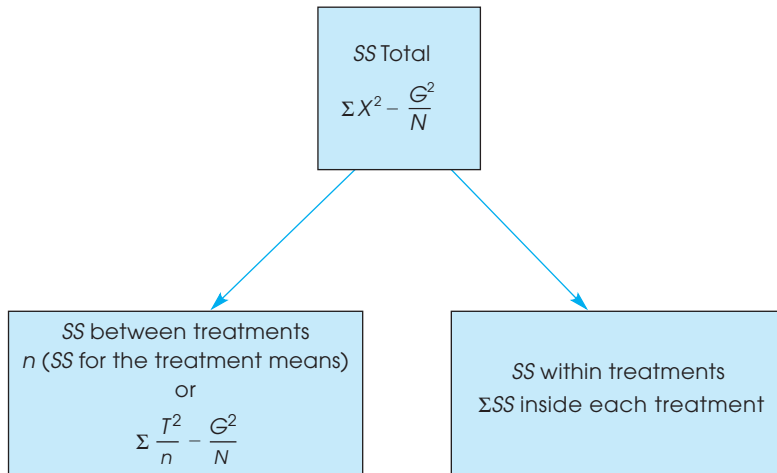 SS Total
ΣX² − G²/N
SS between treatments
n (SS for the treatment means)
or
Σ T²/n − G²/N
SS within treatments
ΣSS inside each treatment